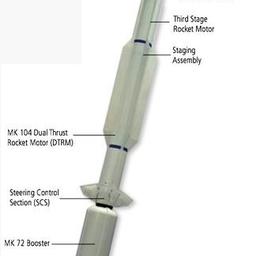 Third Stage
Rocket Motor
Staging
Assembly
MK 104 Dual Thrust
Rocket Motor (DTRM)
Steering Control
Section (SCS)
MK 72 Booster